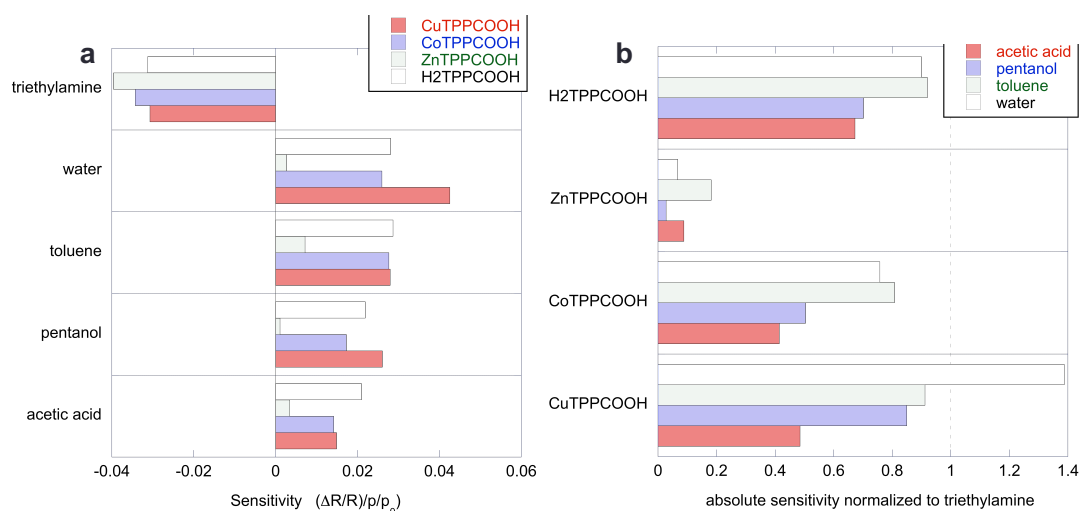 a
CuTPPCOOH
CoTPPCOOH
ZnTPPCOOH
H2TPPCOOH
triethylamine
water
toluene
pentanol
acetic acid
-0.04 -0.02 0 0.02 0.04 0.06
Sensitivity (ΔR/R)/p/p₀
b
acetic acid
pentanol
toluene
water
H2TPPCOOH
ZnTPPCOOH
CoTPPCOOH
CuTPPCOOH
0 0.2 0.4 0.6 0.8 1 1.2 1.4
absolute sensitivity normalized to triethylamine